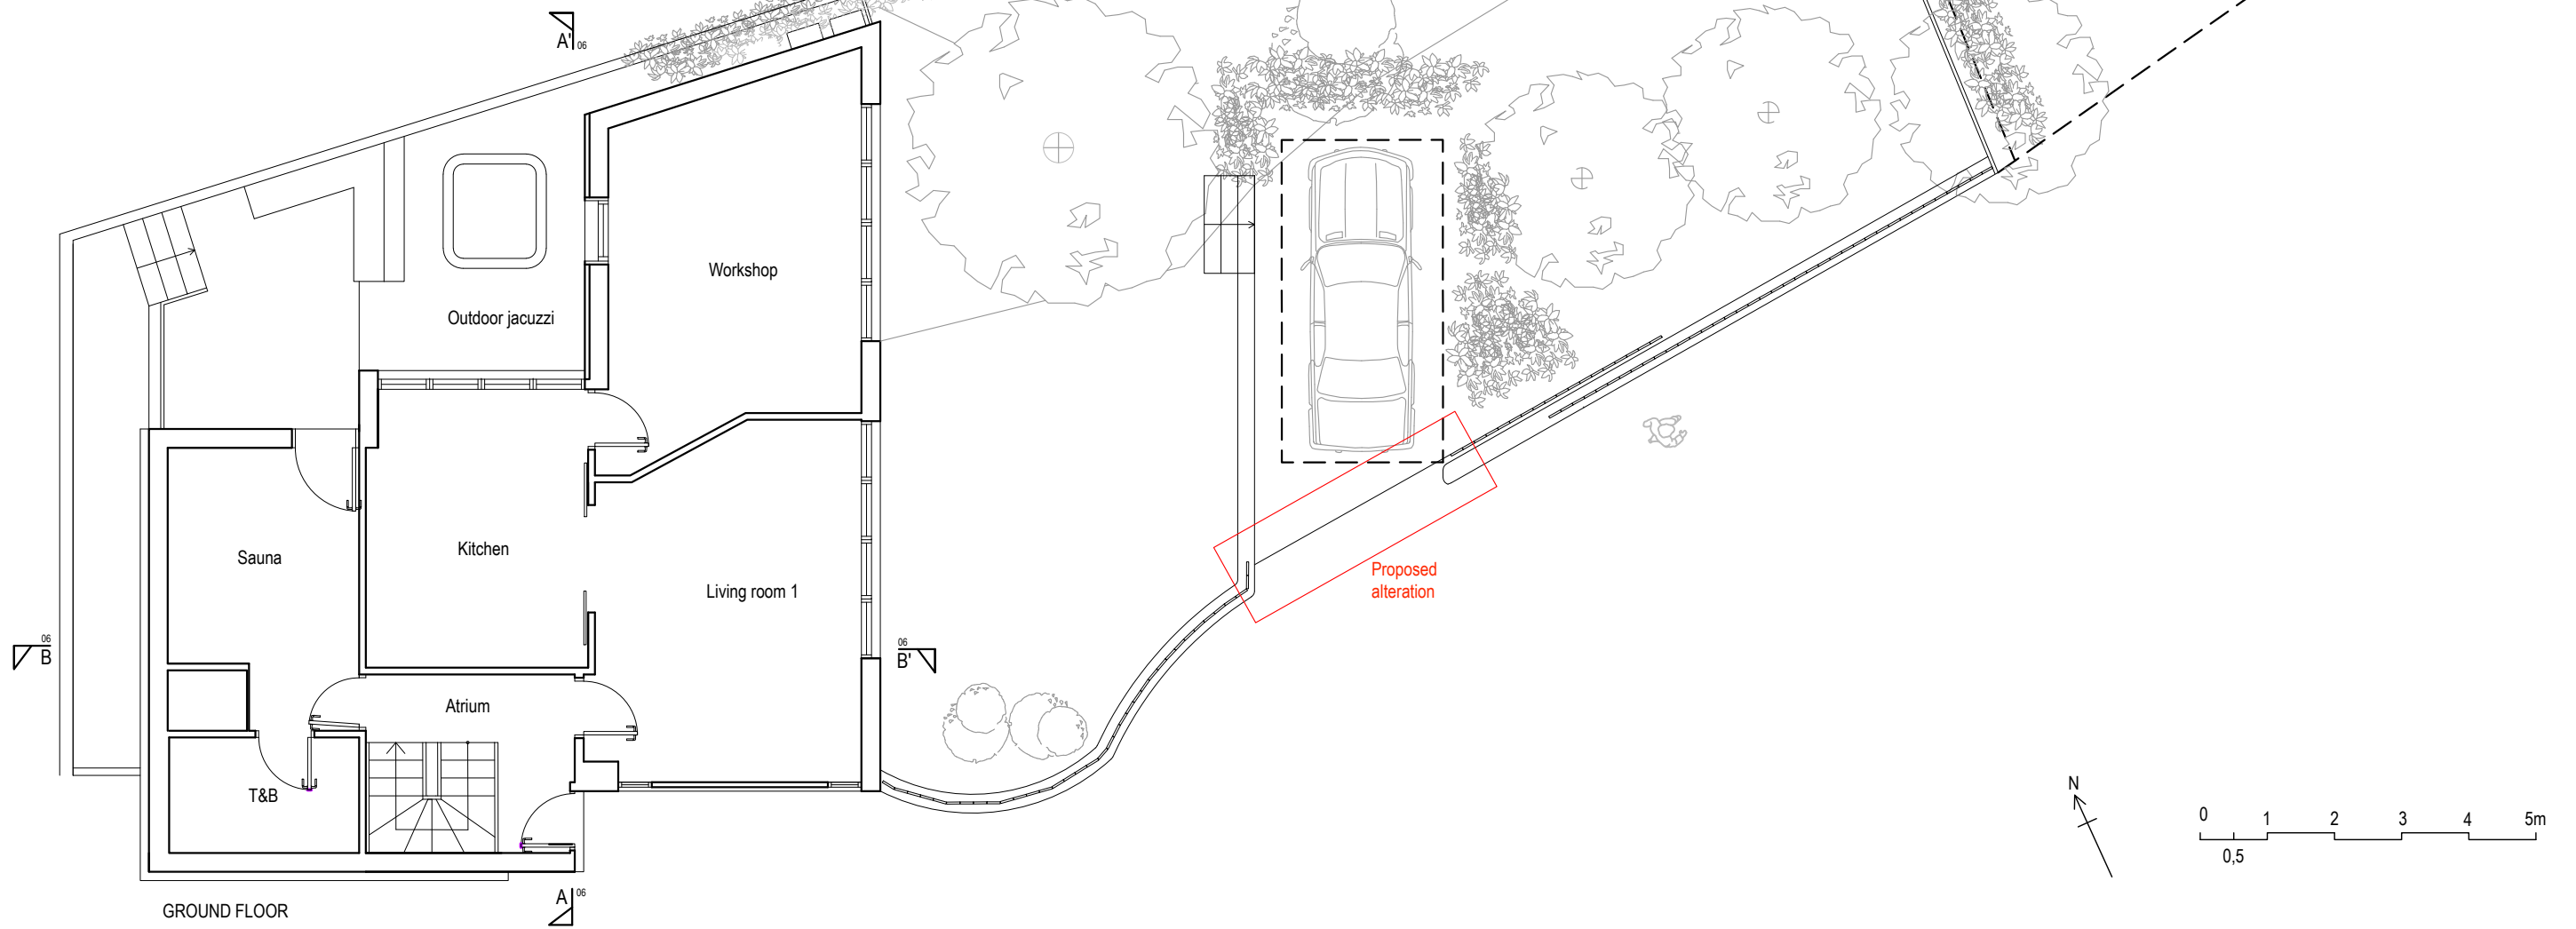 A' 06
Workshop
Outdoor jacuzzi
Sauna
Kitchen
Living room 1
Proposed
alteration
06
B
06
B'
Atrium
T&B
N
0 1 2 3 4 5m
0,5
A 06
GROUND FLOOR